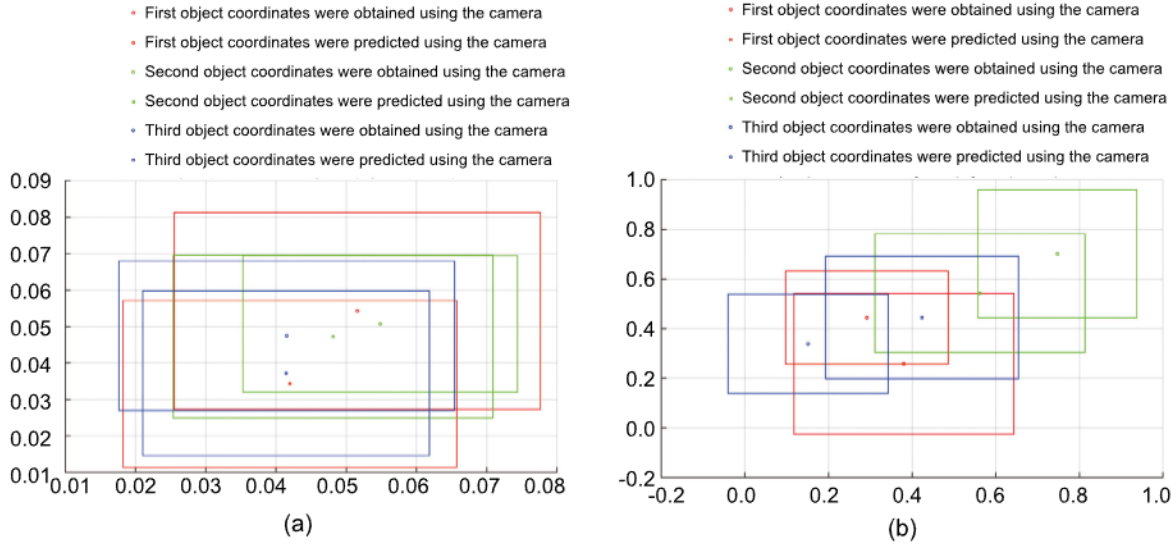 First object coordinates were obtained using the camera
First object coordinates were predicted using the camera
Second object coordinates were obtained using the camera
Second object coordinates were predicted using the camera
Third object coordinates were obtained using the camera
Third object coordinates were predicted using the camera
0.09
0.08
0.07
0.06
0.05
0.04
0.03
0.02
0.01
0.01 0.02 0.03 0.04 0.05 0.06 0.07 0.08
(a)
First object coordinates were obtained using the camera
First object coordinates were predicted using the camera
Second object coordinates were obtained using the camera
Second object coordinates were predicted using the camera
Third object coordinates were obtained using the camera
Third object coordinates were predicted using the camera
1.0
0.8
0.6
0.4
0.2
0.0
-0.2
-0.2 0.0 0.2 0.4 0.6 0.8 1.0
(b)